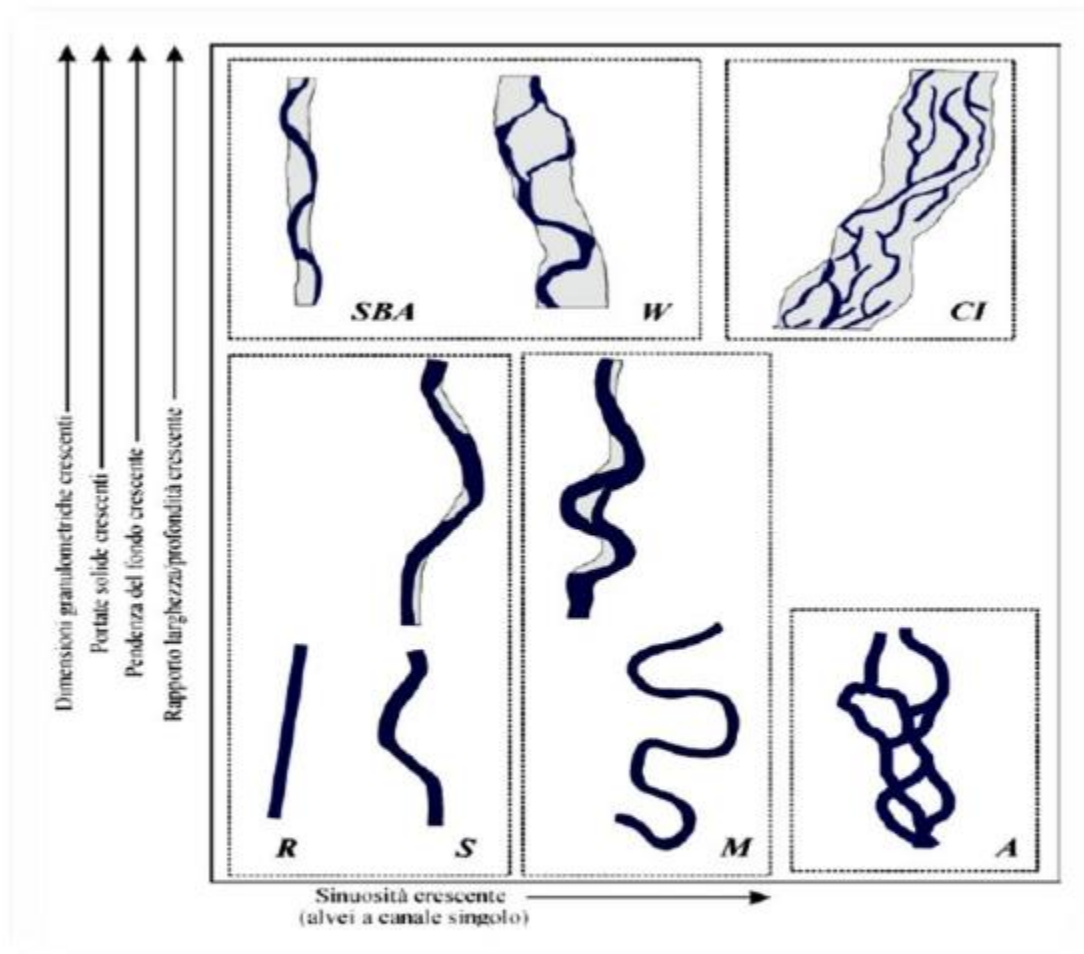 Dimensioni granulometriche crescenti
Portate solide crescenti
Pendenza del fondo crescente
Rapporto larghezza/profondità crescente
SBA
W
CI
R
S
M
A
Sinuosità crescente
(alvei a canale singolo)